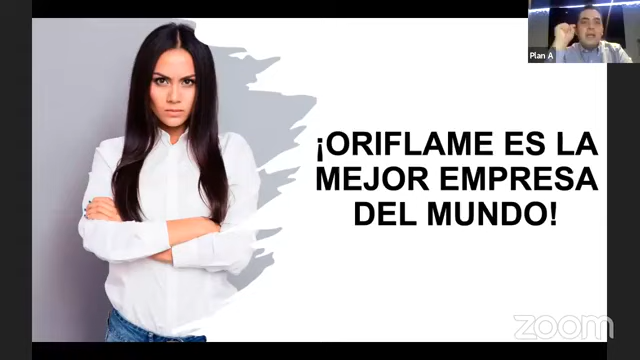 Plan A
¡ORIFLAME ES LA
MEJOR EMPRESA
DEL MUNDO!
zoom